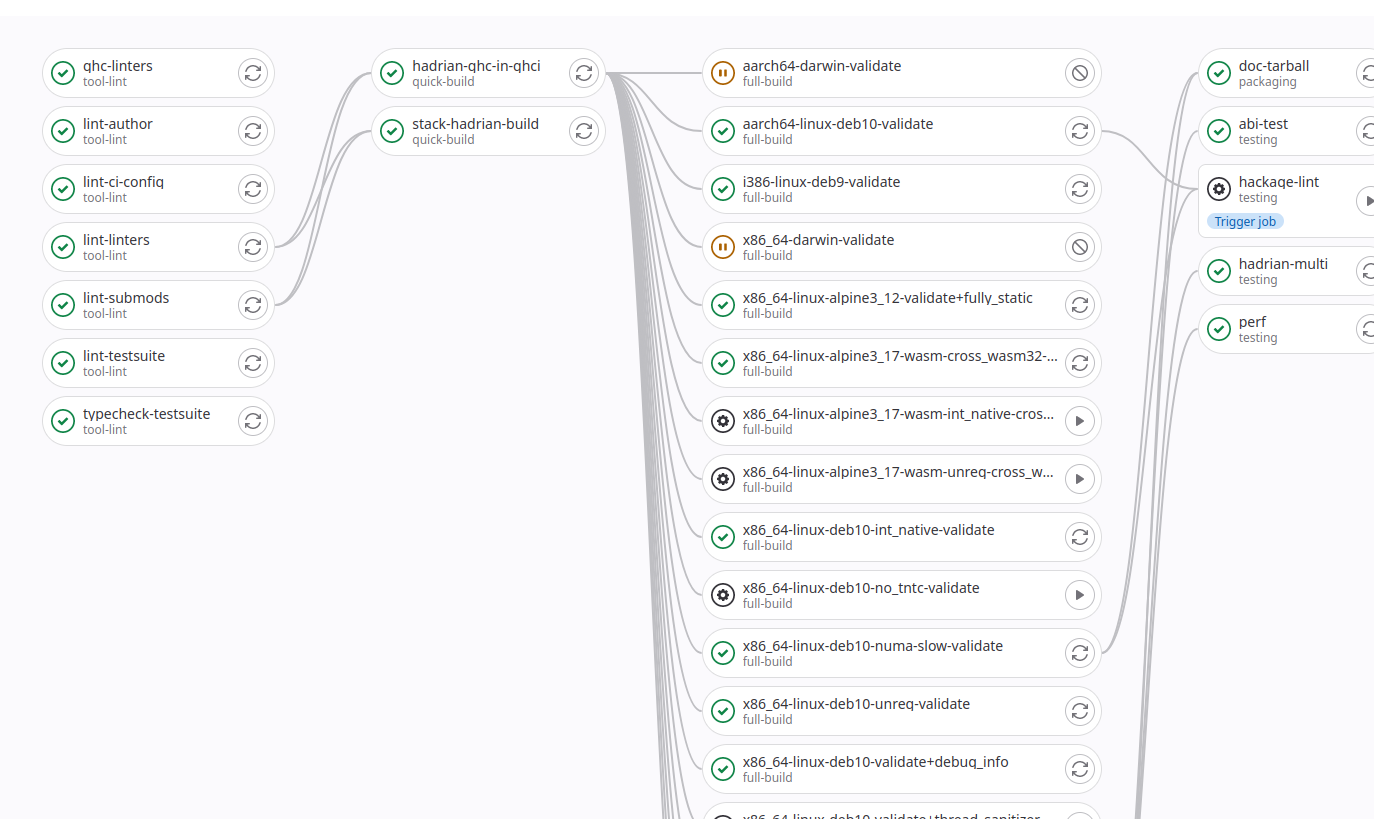 ghc-linters
tool-lint
lint-author
tool-lint
lint-ci-config
tool-lint
lint-linters
tool-lint
lint-submods
tool-lint
lint-testsuite
tool-lint
typecheck-testsuite
tool-lint
hadrian-ghc-in-ghci
quick-build
stack-hadrian-build
quick-build
aarch64-darwin-validate
full-build
aarch64-linux-deb10-validate
full-build
i386-linux-deb9-validate
full-build
x86_64-darwin-validate
full-build
x86_64-linux-alpine3_12-validate+fully_static
full-build
x86_64-linux-alpine3_17-wasm-cross_wasm32-...
full-build
x86_64-linux-alpine3_17-wasm-int_native-cros...
full-build
x86_64-linux-alpine3_17-wasm-unreg-cross_w...
full-build
x86_64-linux-deb10-int_native-validate
full-build
x86_64-linux-deb10-no_tntc-validate
full-build
x86_64-linux-deb10-numa-slow-validate
full-build
x86_64-linux-deb10-unreg-validate
full-build
x86_64-linux-deb10-validate+debug_info
full-build
x86_64-linux-deb10-validate+thread_sanitizer
doc-tarball
packaging
abi-test
testing
hackage-lint
testing
Trigger job
hadrian-multi
testing
perf
testing